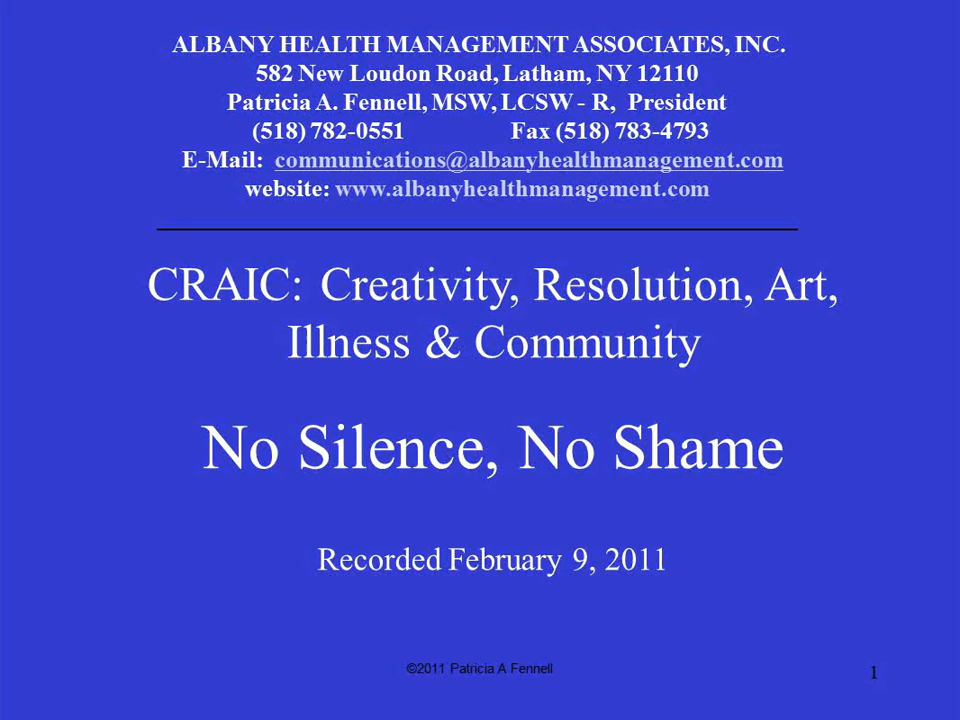 ALBANY HEALTH MANAGEMENT ASSOCIATES, INC.
582 New Loudon Road, Latham, NY 12110
Patricia A. Fennell, MSW, LCSW - R, President
(518) 782-0551 Fax (518) 783-4793
E-Mail: communications@albanyhealthmanagement.com
website: www.albanyhealthmanagement.com
CRAIC: Creativity, Resolution, Art,
Illness & Community
No Silence, No Shame
Recorded February 9, 2011
©2011 Patricia A Fennell
1